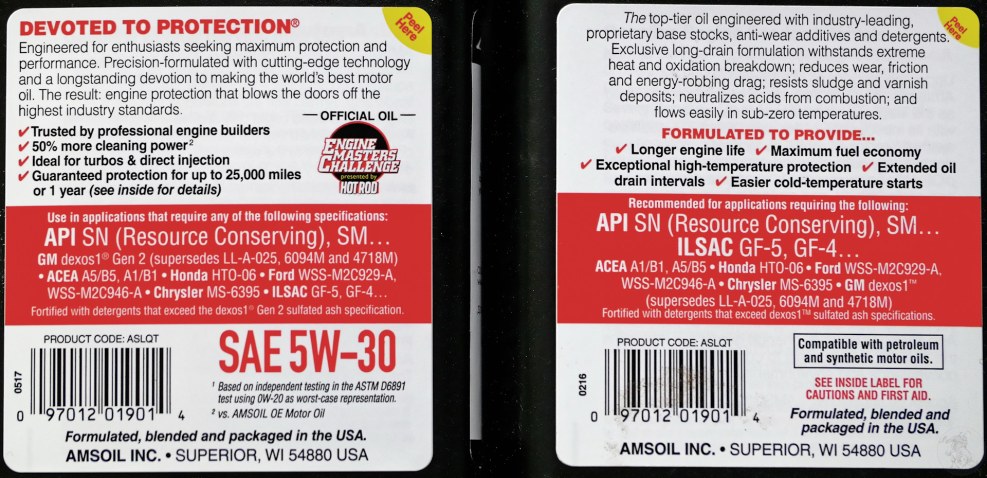 DEVOTED TO PROTECTION®
Peel Here
Engineered for enthusiasts seeking maximum protection and
performance. Precision-formulated with cutting-edge technology
and a longstanding devotion to making the world's best motor
oil. The result: engine protection that blows the doors off the
highest industry standards.
✔ Trusted by professional engine builders
✔ 50% more cleaning power²
✔ Ideal for turbos & direct injection
✔ Guaranteed protection for up to 25,000 miles
or 1 year (see inside for details)
OFFICIAL OIL
ENGINE
MASTERS
CHALLENGE
presented by
HOT ROD
Use in applications that require any of the following specifications:
API SN (Resource Conserving), SM...
GM dexos1® Gen 2 (supersedes LL-A-025, 6094M and 4718M)
• ACEA A5/B5, A1/B1 • Honda HTO-06 • Ford WSS-M2C929-A,
WSS-M2C946-A • Chrysler MS-6395 • ILSAC GF-5, GF-4...
Fortified with detergents that exceed the dexos1® Gen 2 sulfated ash specification.
PRODUCT CODE: ASLQT
0517
0 97012 01901 4
SAE 5W-30
¹ Based on independent testing in the ASTM D6891
test using 0W-20 as worst-case representation.
² vs. AMSOIL OE Motor Oil
Formulated, blended and packaged in the USA.
AMSOIL INC. • SUPERIOR, WI 54880 USA
The top-tier oil engineered with industry-leading,
proprietary base stocks, anti-wear additives and detergents.
Peel Here
Exclusive long-drain formulation withstands extreme
heat and oxidation breakdown; reduces wear, friction
and energy-robbing drag; resists sludge and varnish
deposits; neutralizes acids from combustion; and
flows easily in sub-zero temperatures.
FORMULATED TO PROVIDE...
✔ Longer engine life ✔ Maximum fuel economy
✔ Exceptional high-temperature protection ✔ Extended oil
drain intervals ✔ Easier cold-temperature starts
Recommended for applications requiring the following:
API SN (Resource Conserving), SM...
ILSAC GF-5, GF-4...
ACEA A1/B1, A5/B5 • Honda HTO-06 • Ford WSS-M2C929-A,
WSS-M2C946-A • Chrysler MS-6395 • GM dexos1™
(supersedes LL-A-025, 6094M and 4718M)
Fortified with detergents that exceed dexos1™ sulfated ash specifications.
PRODUCT CODE: ASLQT
0216
0 97012 01901 4
Compatible with petroleum
and synthetic motor oils.
SEE INSIDE LABEL FOR
CAUTIONS AND FIRST AID.
Formulated, blended and
packaged in the USA.
AMSOIL INC. • SUPERIOR, WI 54880 USA